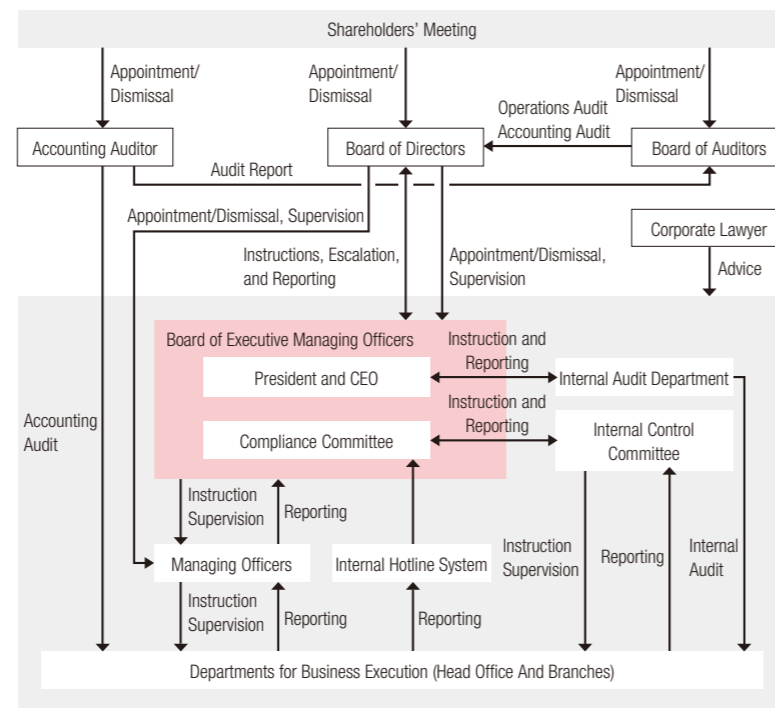 Shareholders' Meeting
Appointment/
Dismissal
Appointment/
Dismissal
Appointment/
Dismissal
Operations Audit
Accounting Audit
Accounting Auditor
Board of Directors
Board of Auditors
Audit Report
Appointment/Dismissal, Supervision
Corporate Lawyer
Instructions, Escalation,
and Reporting
Appointment/Dismissal,
Supervision
Advice
Board of Executive Managing Officers
Instruction and
Reporting
President and CEO
Internal Audit Department
Instruction and
Reporting
Accounting
Audit
Compliance Committee
Internal Control
Committee
Instruction
Supervision
Reporting
Managing Officers
Internal Hotline System
Instruction
Supervision
Reporting
Internal
Audit
Instruction
Supervision
Reporting
Reporting
Departments for Business Execution (Head Office And Branches)